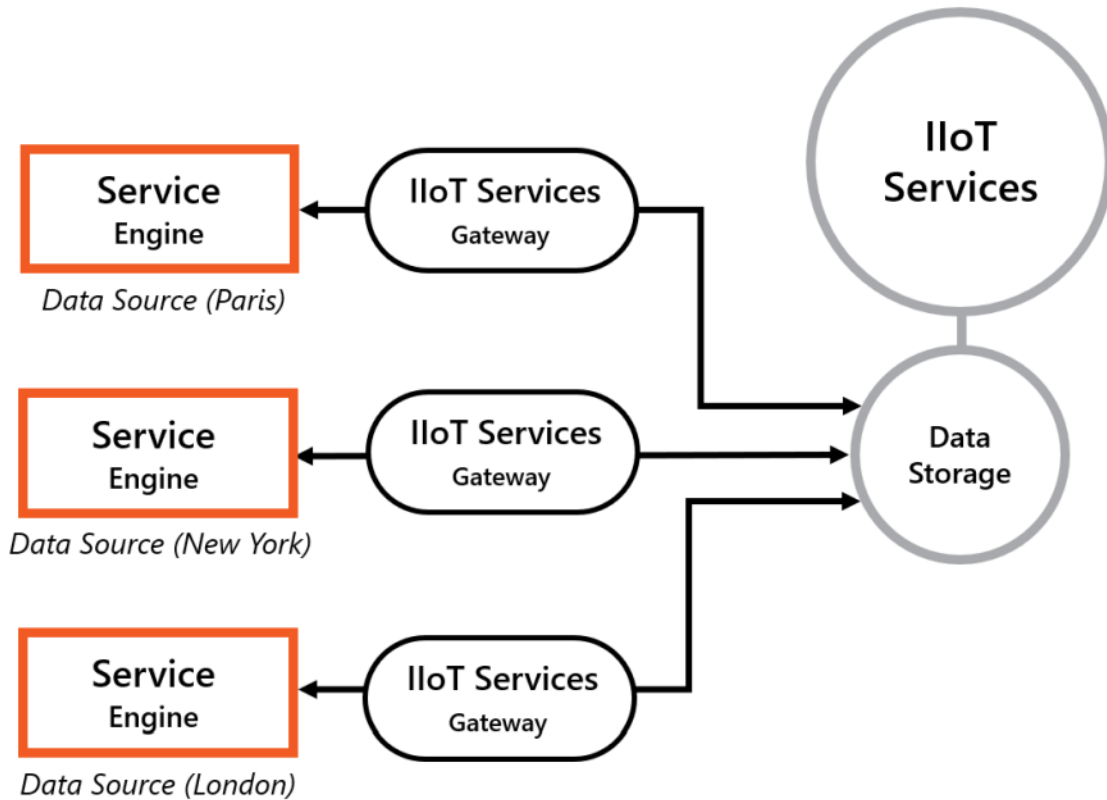 IIoT
Services
Service
Engine
Data Source (Paris)
IIoT Services
Gateway
Service
Engine
Data Source (New York)
IIoT Services
Gateway
Data
Storage
Service
Engine
Data Source (London)
IIoT Services
Gateway